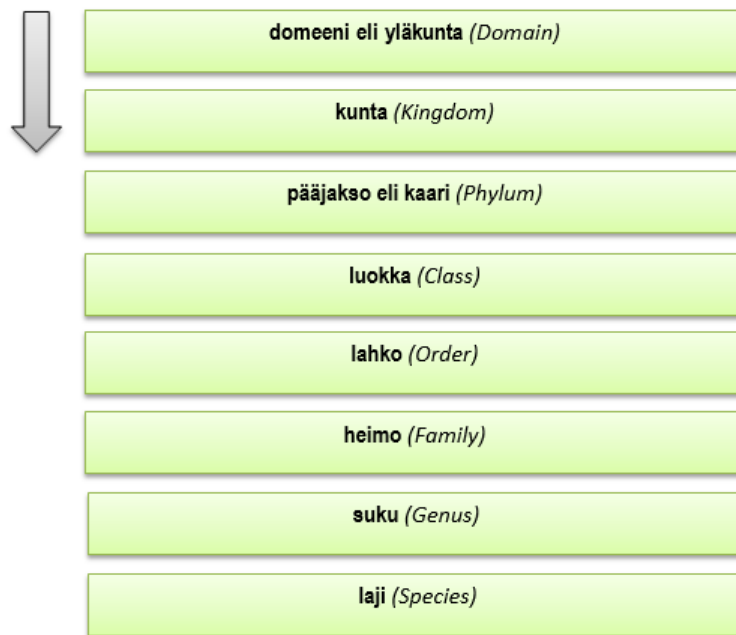 domeeni eli yläkunta (Domain)
kunta (Kingdom)
pääjakso eli kaari (Phylum)
luokka (Class)
lahko (Order)
heimo (Family)
suku (Genus)
laji (Species)